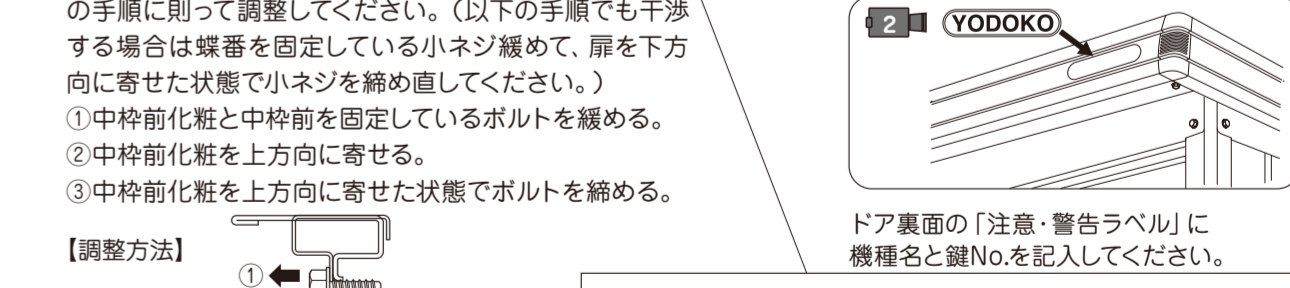 の手順に則って調整してください。（以下の手順でも干渉
する場合は蝶番を固定している小ネジ緩めて、扉を下方
向に寄せた状態で小ネジを締め直してください。）
①中枠前化粧と中枠前を固定しているボルトを緩める。
②中枠前化粧を上方向に寄せる。
③中枠前化粧を上方向に寄せた状態でボルトを締める。
【調整方法】
①
2 YODOKO
ドア裏面の「注意・警告ラベル」に
機種名と鍵No.を記入してください。